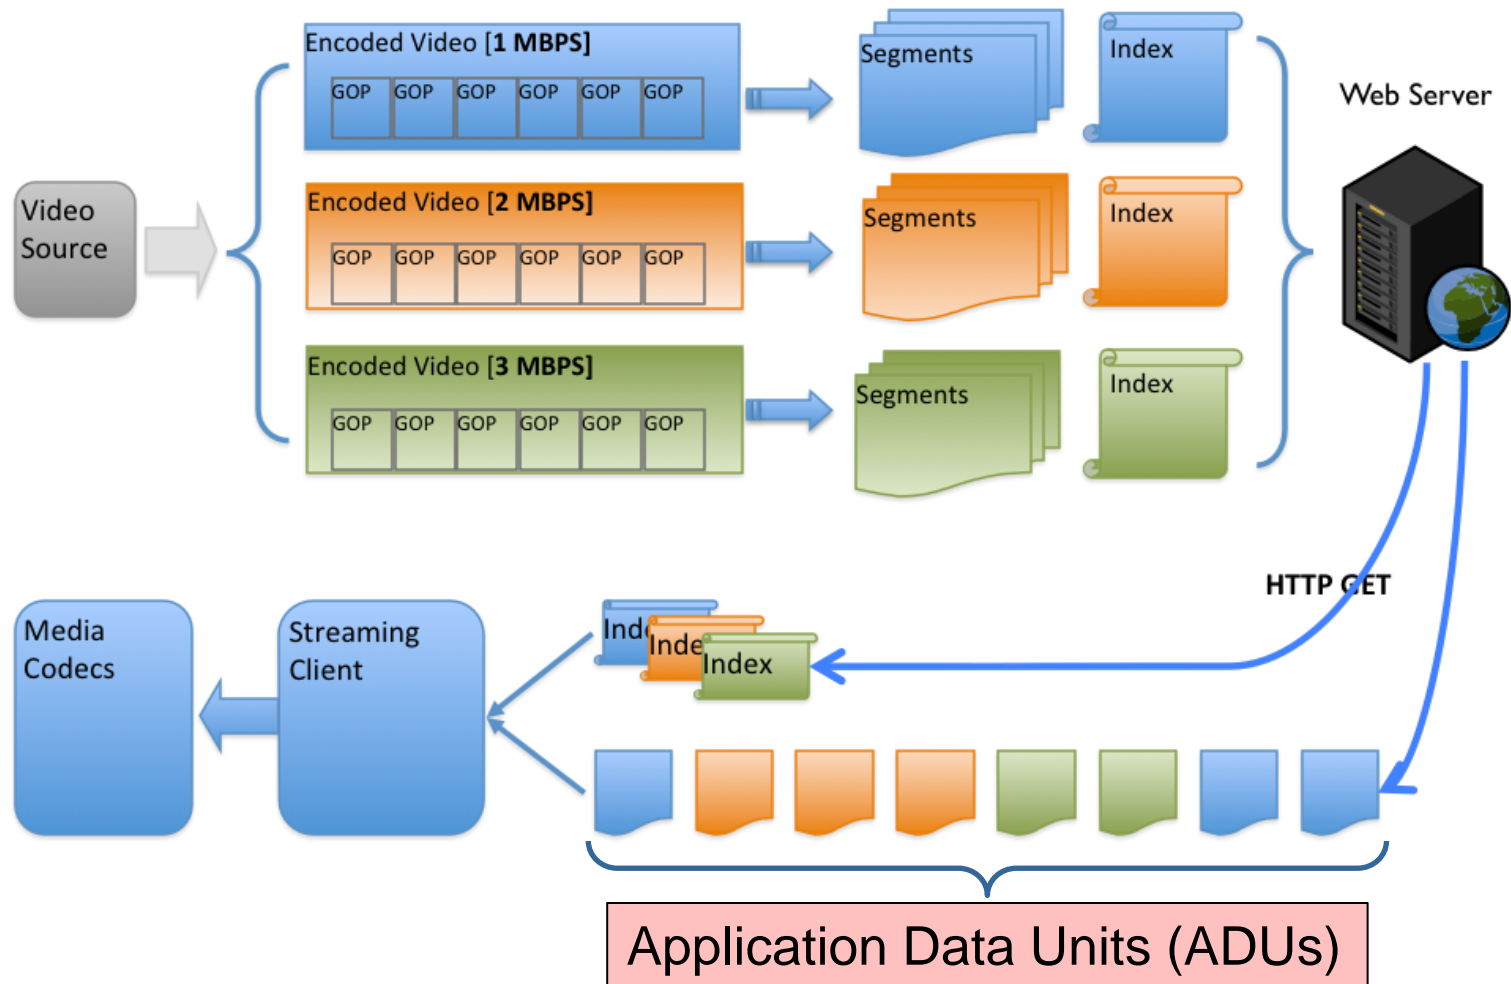 Encoded Video [1 MBPS]
GOP GOP GOP GOP GOP GOP
Segments
Index
Web Server
Video
Source
Encoded Video [2 MBPS]
GOP GOP GOP GOP GOP GOP
Segments
Index
Encoded Video [3 MBPS]
GOP GOP GOP GOP GOP GOP
Segments
Index
HTTP GET
Media
Codecs
Streaming
Client
Inde
Inde
Index
Application Data Units (ADUs)